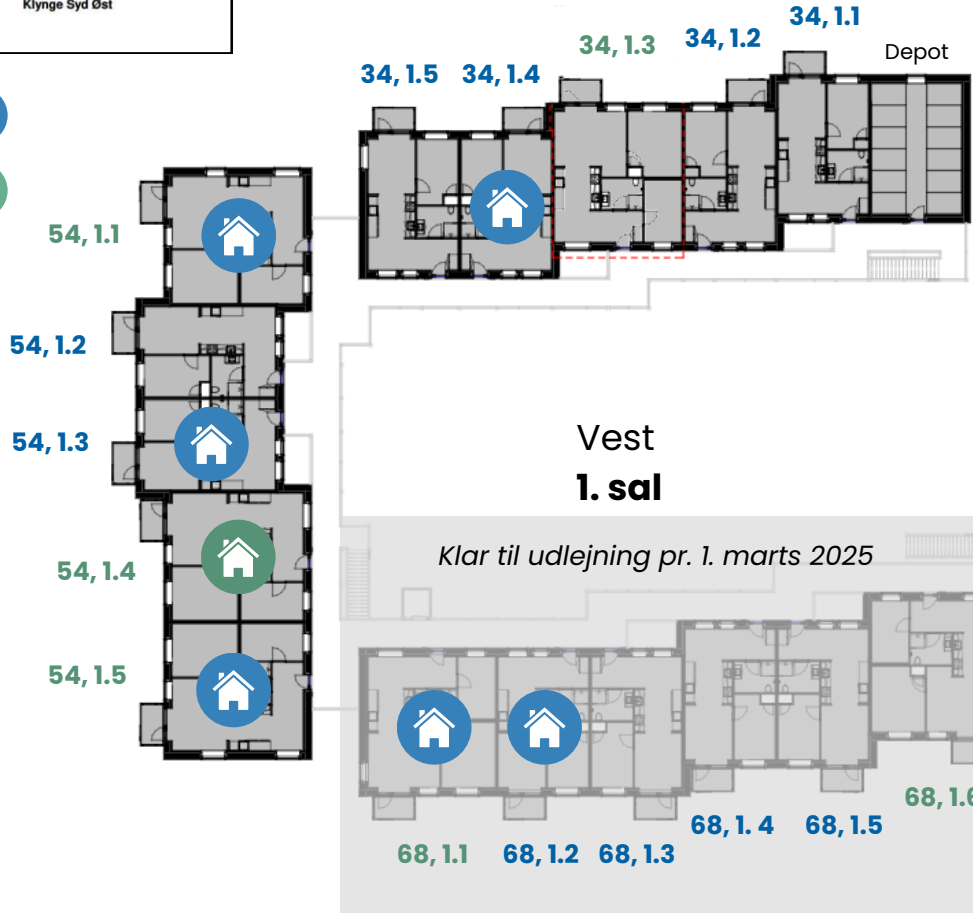 Klynge Syd Øst
34, 1.1
34, 1.2
34, 1.3
Depot
34, 1.5
34, 1.4
54, 1.1
54, 1.2
54, 1.3
Vest
1. sal
Klar til udlejning pr. 1. marts 2025
54, 1.4
54, 1.5
68, 1.6
68, 1. 4
68, 1.5
68, 1.1
68, 1.2
68, 1.3